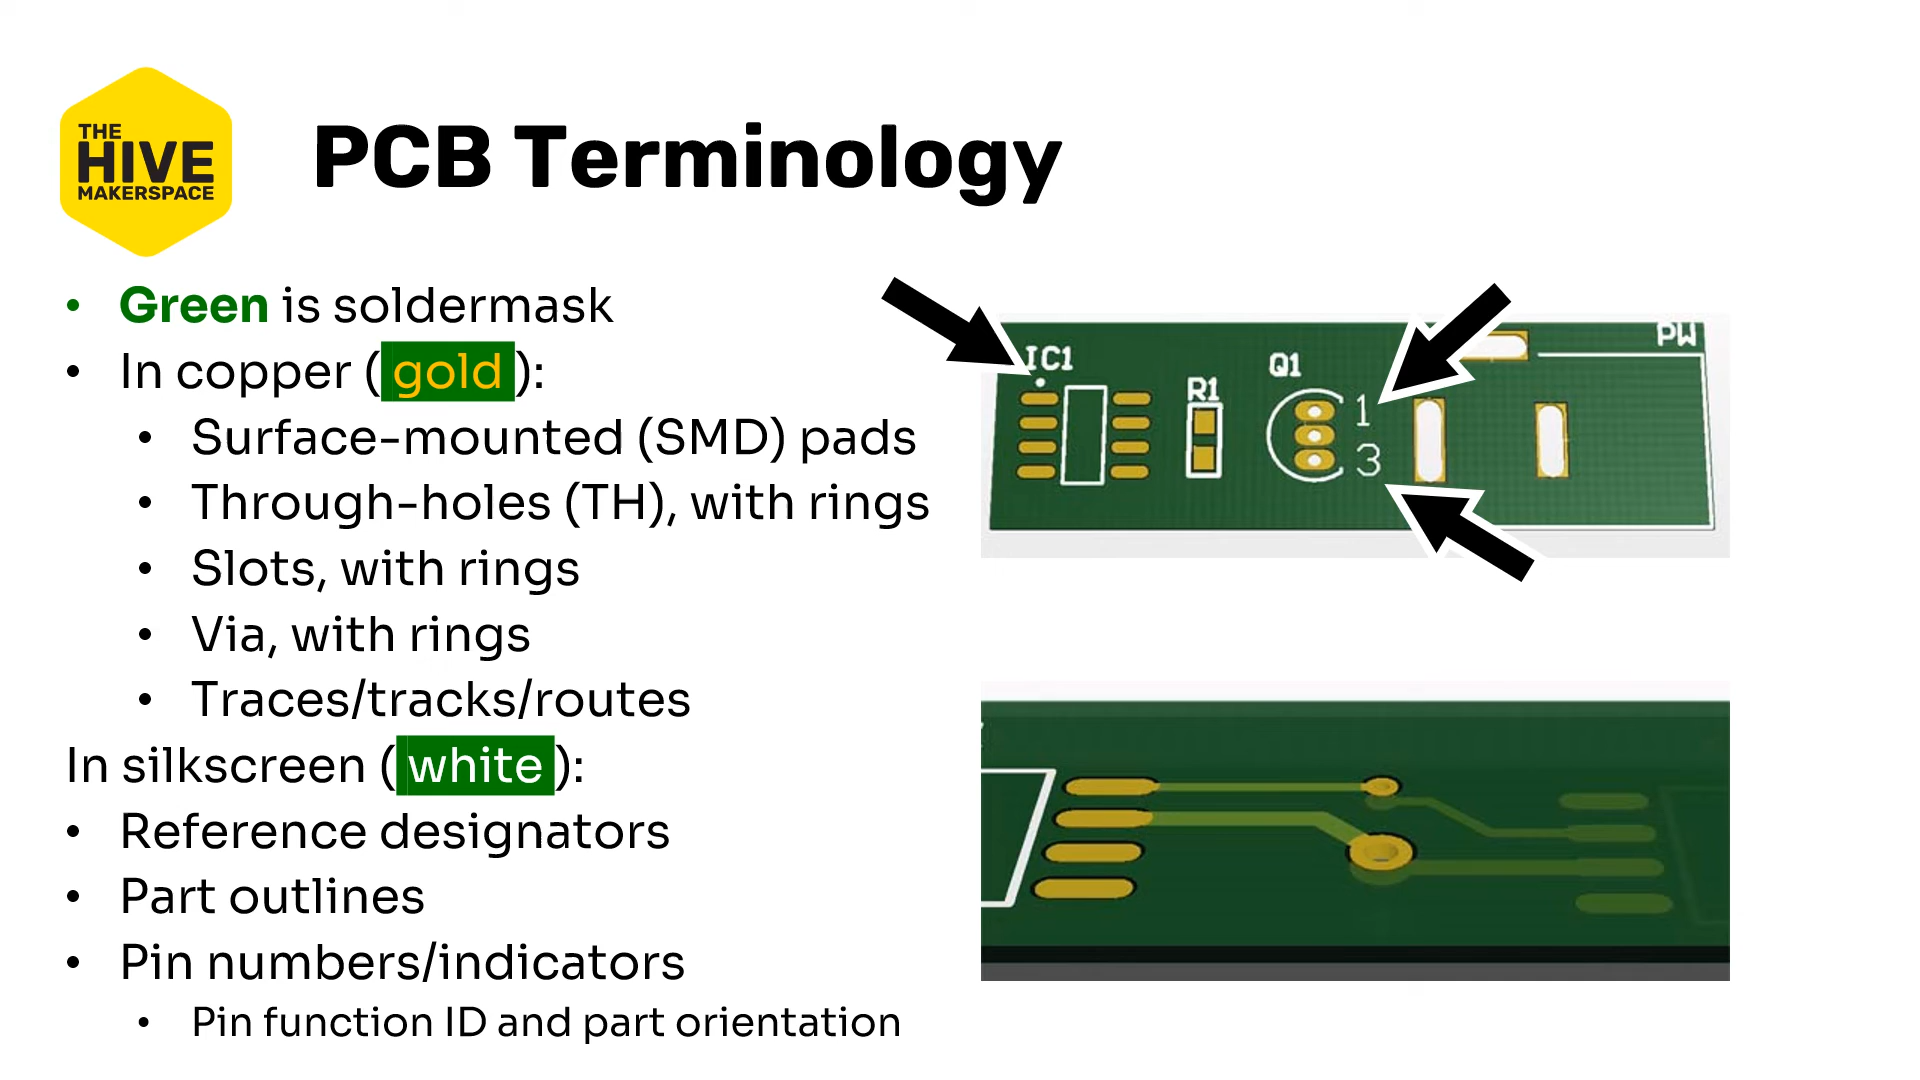 THE
HIVE
MAKERSPACE
PCB Terminology
• Green is soldermask
• In copper ( gold ):
• Surface-mounted (SMD) pads
• Through-holes (TH), with rings
• Slots, with rings
• Via, with rings
• Traces/tracks/routes
In silkscreen ( white ):
• Reference designators
• Part outlines
• Pin numbers/indicators
• Pin function ID and part orientation
IC1
R1
Q1
1
3
PW